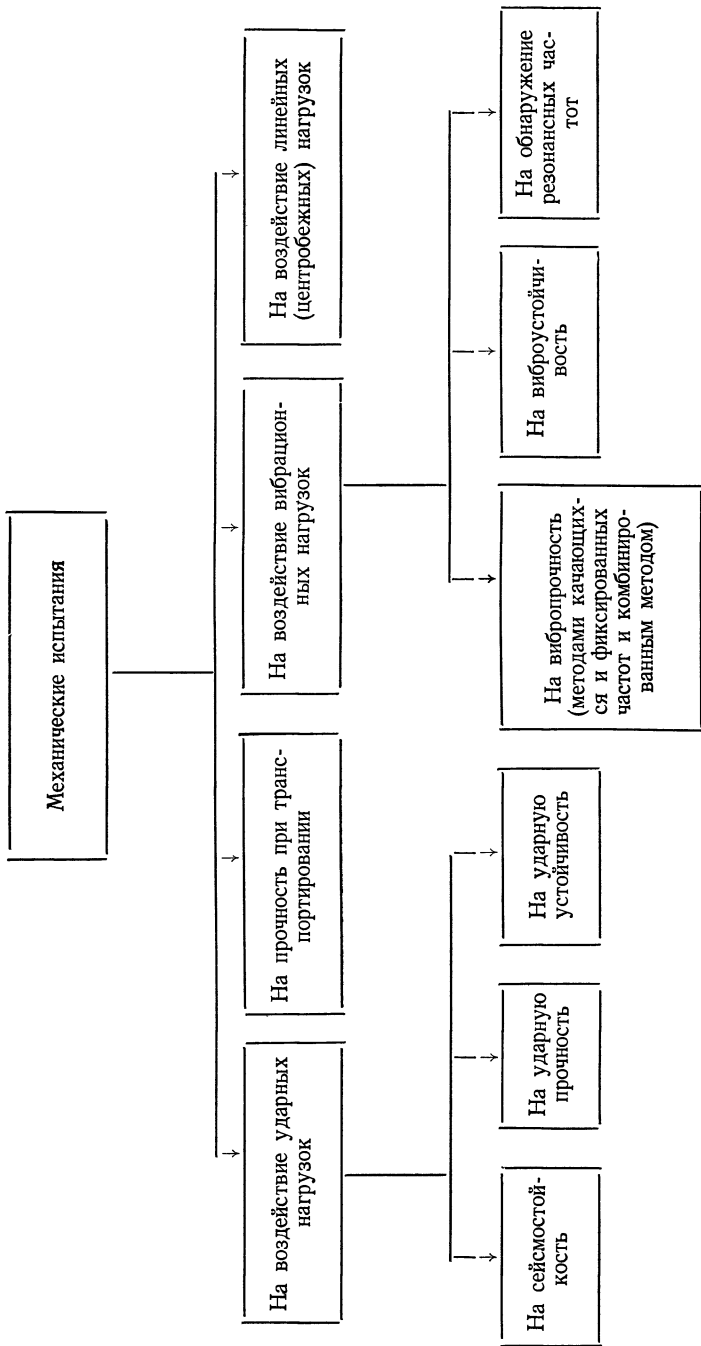 Механические испытания
На воздействие ударных
нагрузок
На прочность при транс-
портировании
На воздействие вибрацион-
ных нагрузок
На воздействие линейных
(центробежных) нагрузок
На сейсмостой-
кость
На ударную
прочность
На ударную
устойчивость
На вибропрочность
(методами качающих-
ся и фиксированных
частот и комбиниро-
ванным методом)
На виброустойчи-
вость
На обнаружение
резонансных час-
тот